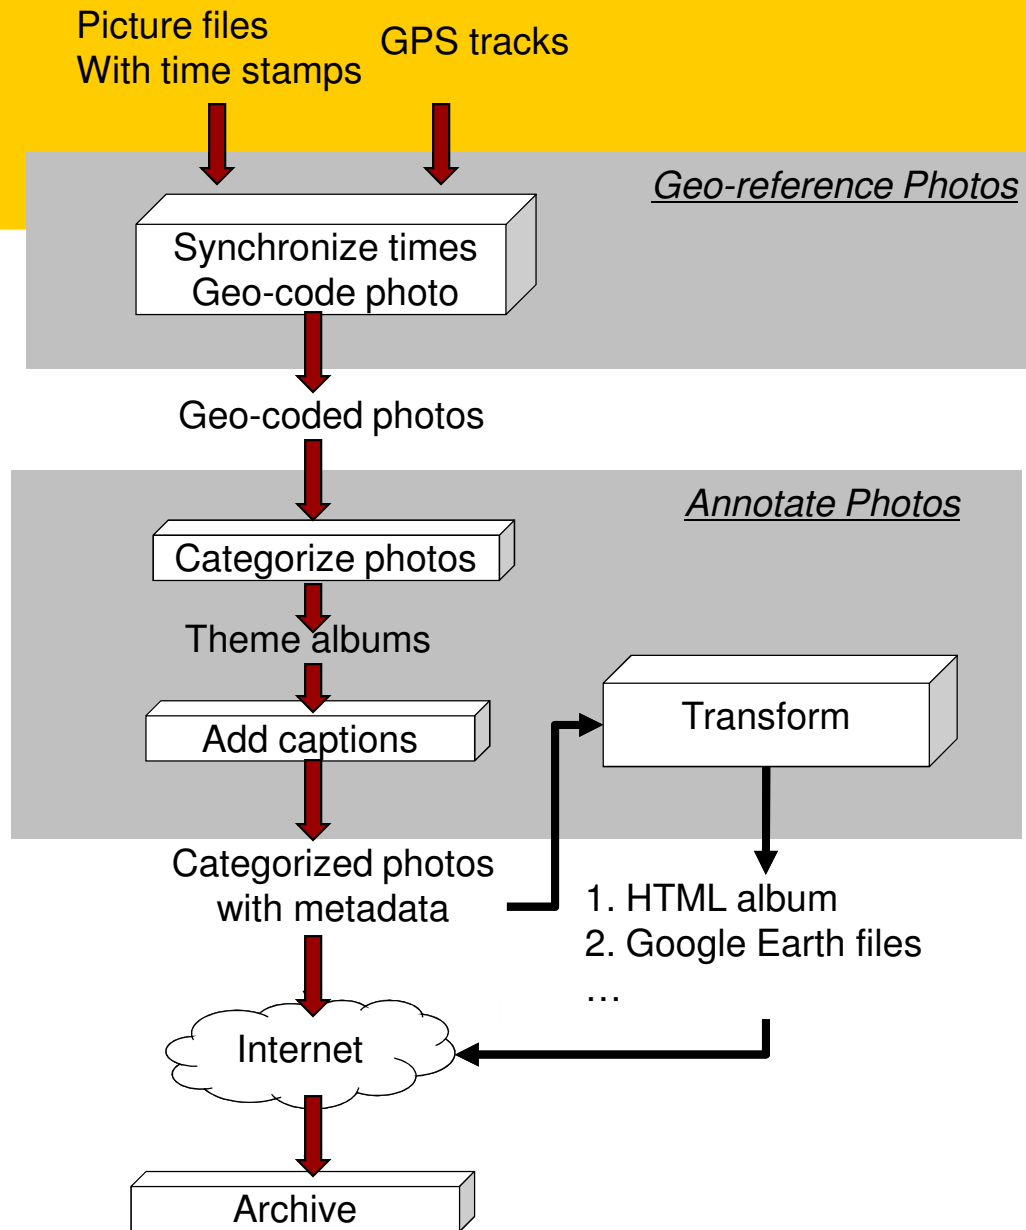 Picture files
With time stamps
GPS tracks
Geo-reference Photos
Synchronize times
Geo-code photo
Geo-coded photos
Annotate Photos
Categorize photos
Theme albums
Add captions
Transform
Categorized photos
with metadata
1. HTML album
2. Google Earth files
…
Internet
Archive